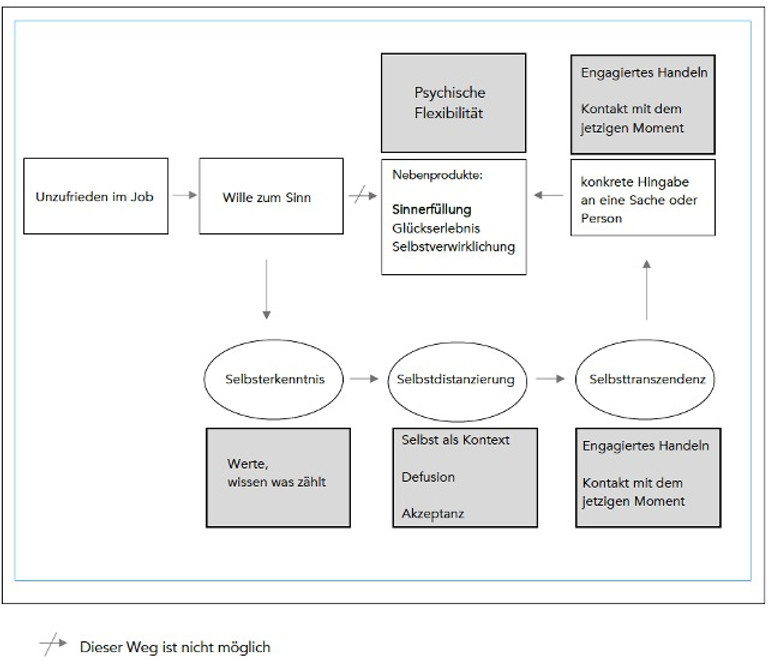 Psychische
Flexibilität
Engagiertes Handeln
Kontakt mit dem
jetzigen Moment
Unzufrieden im Job
Wille zum Sinn
Nebenprodukte:
Sinnerfüllung
Glückserlebnis
Selbstverwirklichung
konkrete Hingabe
an eine Sache oder
Person
Selbsterkenntnis
Selbstdistanzierung
Selbsttranszendenz
Werte,
wissen was zählt
Selbst als Kontext
Defusion
Akzeptanz
Engagiertes Handeln
Kontakt mit dem
jetzigen Moment
Dieser Weg ist nicht möglich